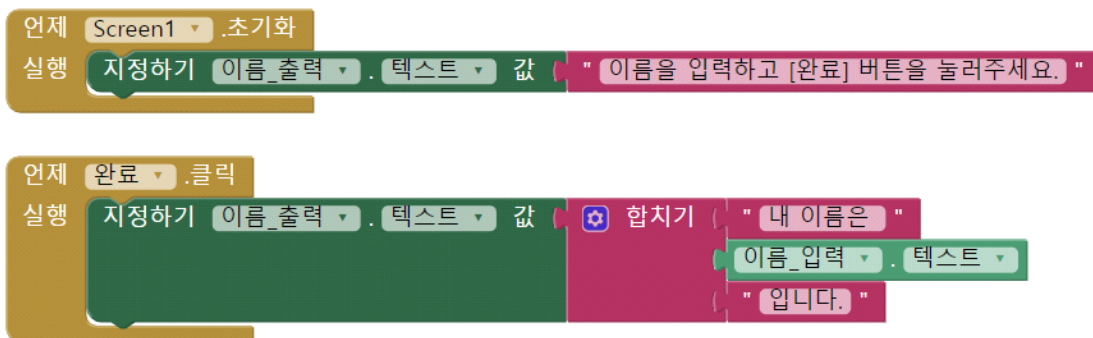 언제 Screen1 .초기화
실행 지정하기 이름_출력 . 텍스트 값 " 이름을 입력하고 [완료] 버튼을 눌러주세요. "
언제 완료 .클릭
실행 지정하기 이름_출력 . 텍스트 값 합치기 " 내 이름은 "
이름_입력 . 텍스트
" 입니다. "